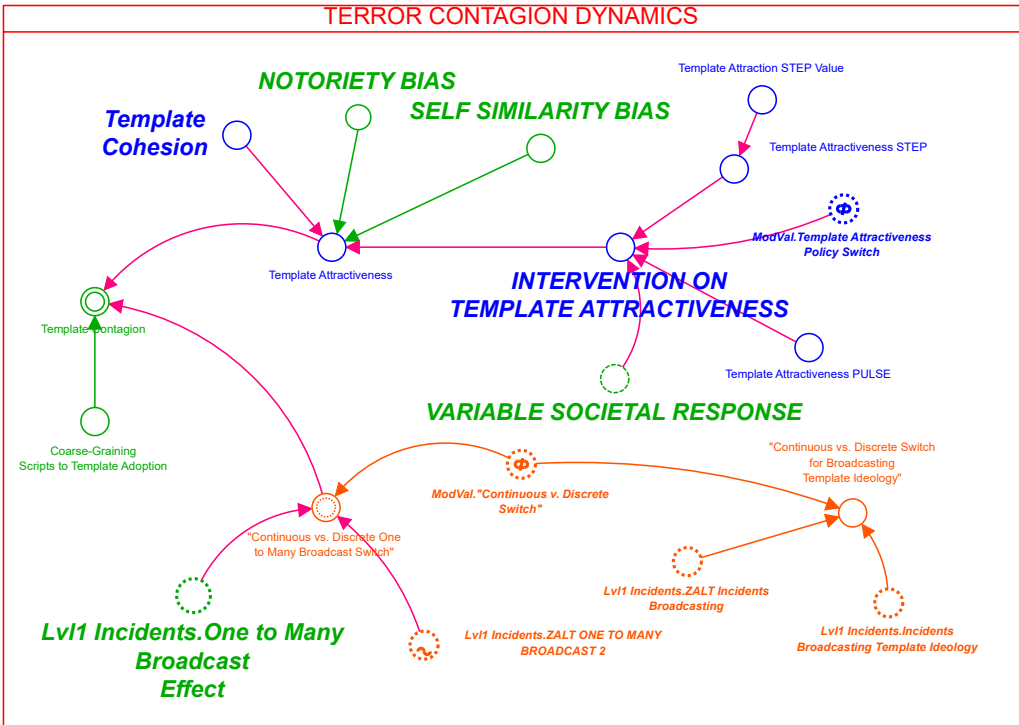 TERROR CONTAGION DYNAMICS
NOTORIETY BIAS
Template Attraction STEP Value
SELF SIMILARITY BIAS
Template
Cohesion
Template Attractiveness STEP
ModVal.Template Attractiveness
Policy Switch
Template Attractiveness
INTERVENTION ON
TEMPLATE ATTRACTIVENESS
Template Contagion
Template Attractiveness PULSE
VARIABLE SOCIETAL RESPONSE
Coarse-Graining
Scripts to Template Adoption
"Continuous vs. Discrete Switch
for Broadcasting
Template Ideology"
ModVal."Continuous v. Discrete
Switch"
"Continuous vs. Discrete One
to Many Broadcast Switch"
Lvl1 Incidents.ZALT Incidents
Broadcasting
Lvl1 Incidents.One to Many
Broadcast
Effect
Lvl1 Incidents.ZALT ONE TO MANY
BROADCAST 2
Lvl1 Incidents.Incidents
Broadcasting Template Ideology